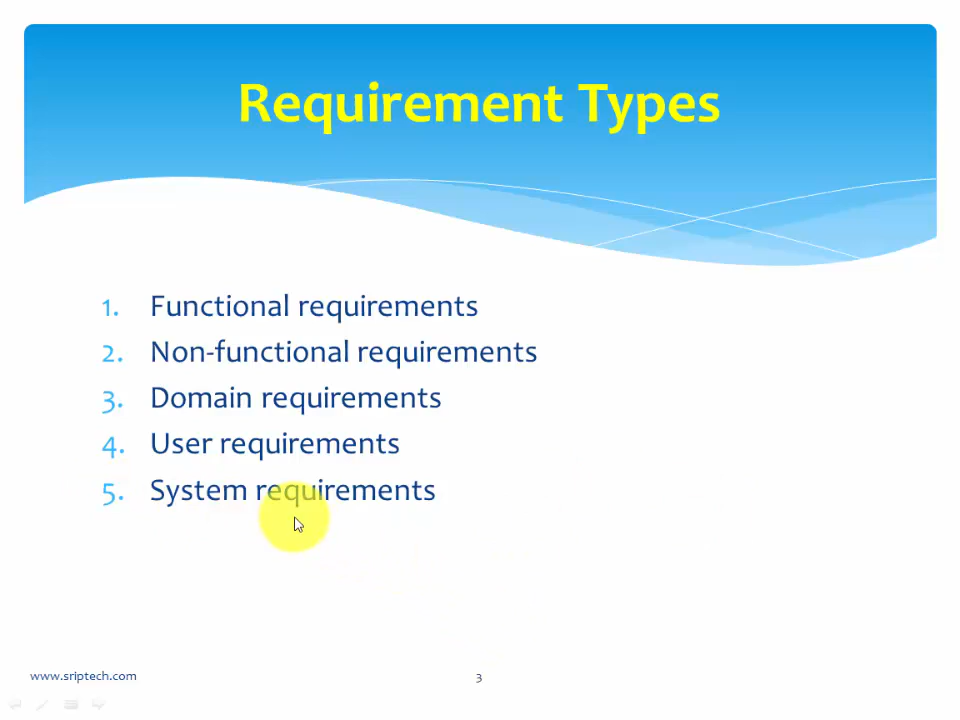 Requirement Types
1. Functional requirements
2. Non-functional requirements
3. Domain requirements
4. User requirements
5. System requirements
www.sriptech.com
3